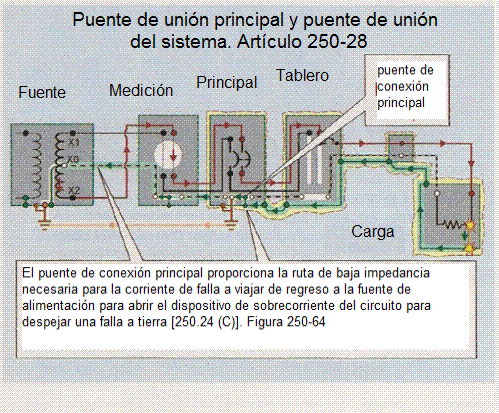 Puente de unión principal y puente de unión
del sistema. Artículo 250-28
Fuente
Medición
Principal
Tablero
puente de
conexión
principal
X1
X0
X2
Carga
El puente de conexión principal proporciona la ruta de baja impedancia
necesaria para la corriente de falla a viajar de regreso a la fuente de
alimentación para abrir el dispositivo de sobrecorriente del circuito para
despejar una falla a tierra [250.24 (C)]. Figura 250-64